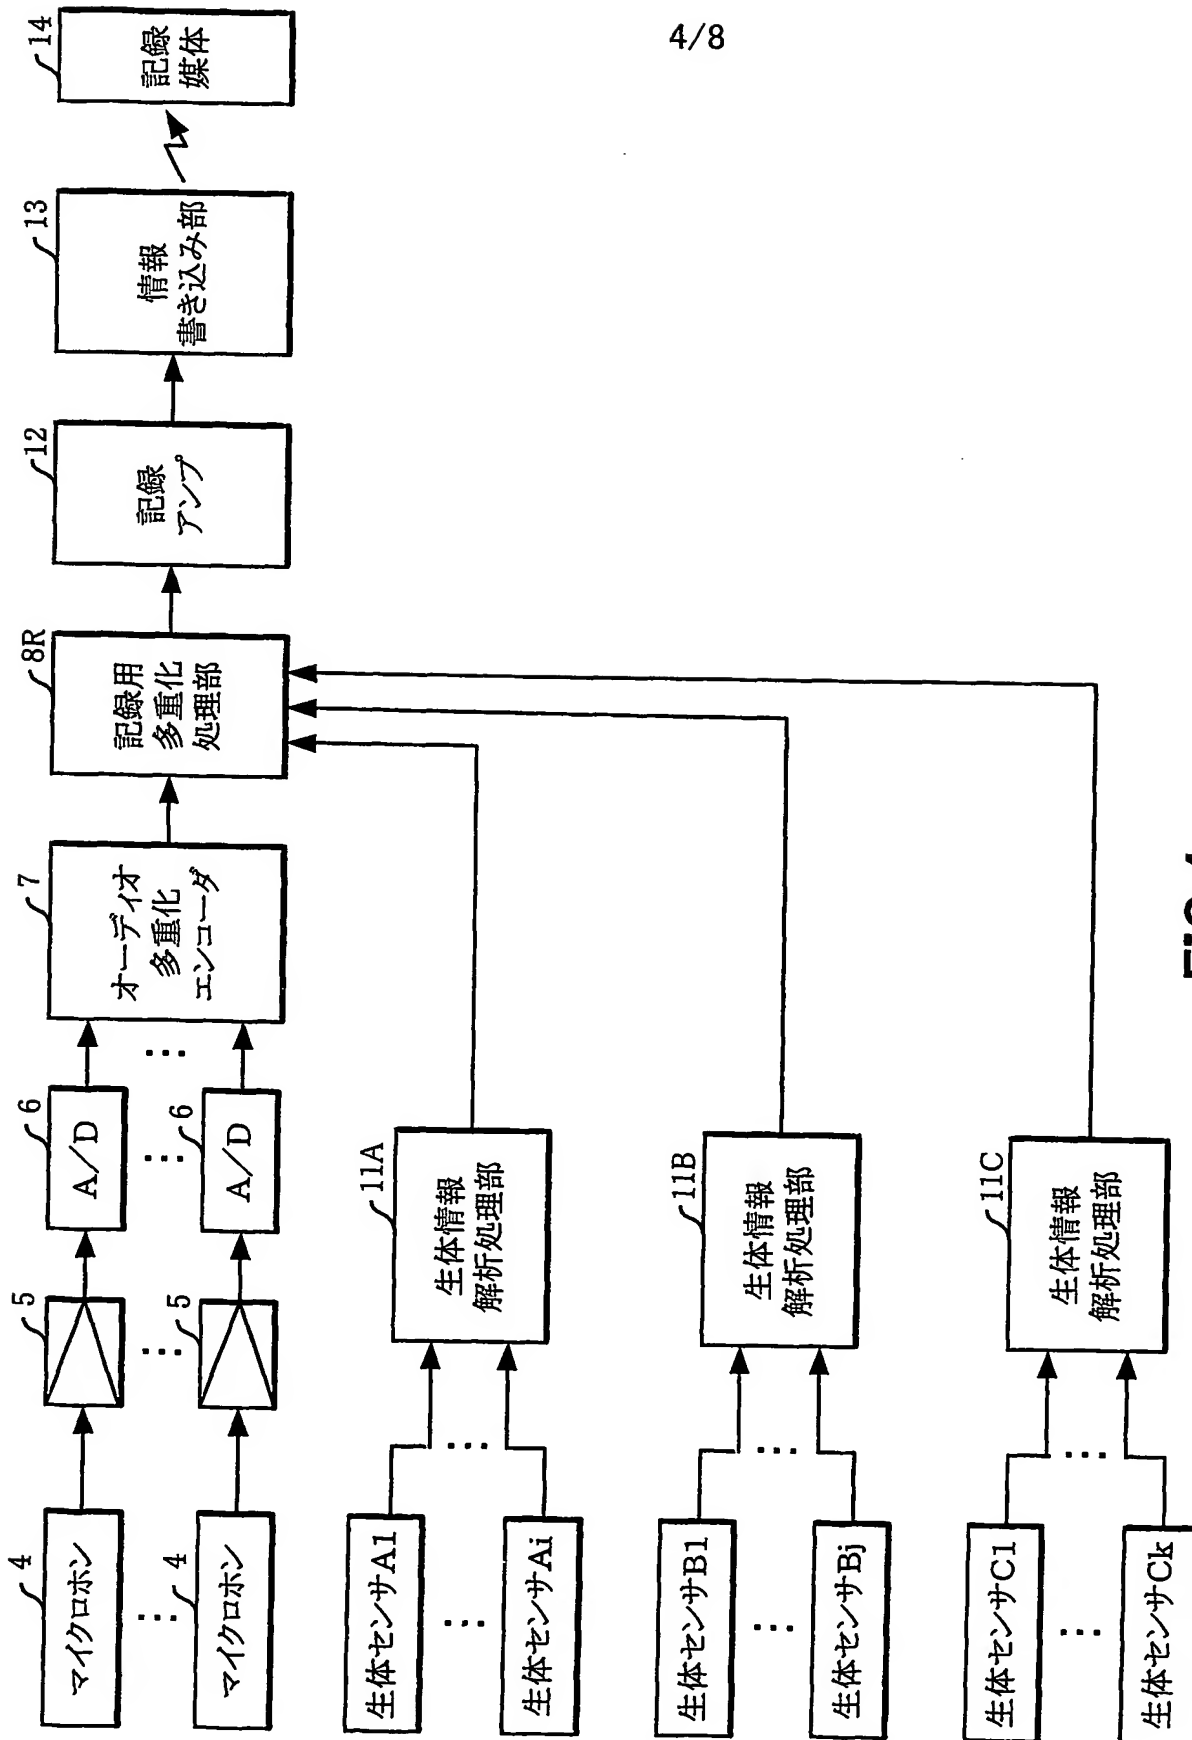 4/8
4
マイクロホン
5
6
A/D
7
オーディオ
多重化
エンコーダ
8R
記録用
多重化
処理部
12
記録
アンプ
13
情報
書き込み部
14
記録
媒体
…
4
マイクロホン
…
5
…
6
A/D
…
生体センサA1
…
生体センサAi
…
11A
生体情報
解析処理部
生体センサB1
…
生体センサBj
…
11B
生体情報
解析処理部
生体センサC1
…
生体センサCk
…
11C
生体情報
解析処理部